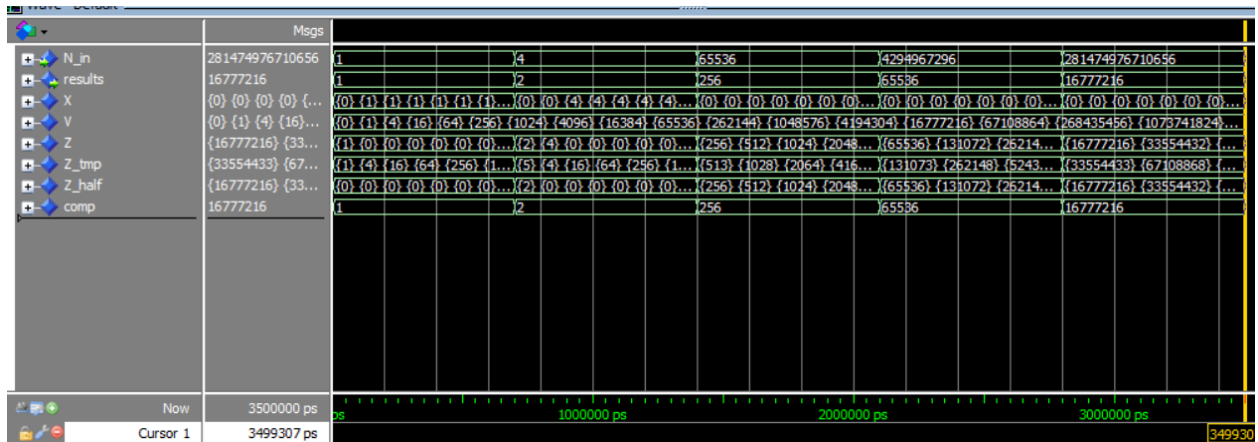 Wave - Default
Msgs
N_in 281474976710656 1 4 65536 4294967296 281474976710656
results 16777216 1 2 256 65536 16777216
X {0} {0} {0} {0} {... {0} {1} {1} {1} {1} {1} {1}... {0} {0} {4} {4} {4} {4} {4}... {0} {0} {0} {0} {0} {0} {0}... {0} {0} {0} {0} {0} {0} {0}... {0} {0} {0} {0} {0} {0} {0}...
V {0} {1} {4} {16}... {0} {1} {4} {16} {64} {256} {1024} {4096} {16384} {65536} {262144} {1048576} {4194304} {16777216} {67108864} {268435456} {1073741824}...
Z {16777216} {33... {1} {0} {0} {0} {0} {0} {0}... {2} {4} {0} {0} {0} {0} {0}... {256} {512} {1024} {2048... {65536} {131072} {26214... {16777216} {33554432} {...
Z_tmp {33554433} {67... {1} {4} {16} {64} {256} {1... {5} {4} {16} {64} {256} {1... {513} {1028} {2064} {416... {131073} {262148} {5243... {33554433} {67108868} {...
Z_half {16777216} {33... {0} {0} {0} {0} {0} {0} {0}... {2} {0} {0} {0} {0} {0} {0}... {256} {512} {1024} {2048... {65536} {131072} {26214... {16777216} {33554432} {...
comp 16777216 1 2 256 65536 16777216
Now 3500000 ps ps 1000000 ps 2000000 ps 3000000 ps
Cursor 1 3499307 ps 349930